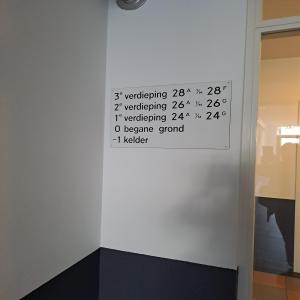 3e verdieping 28A t/m 28F
2e verdieping 26A t/m 26G
1e verdieping 24A t/m 24G
0 begane grond
-1 kelder